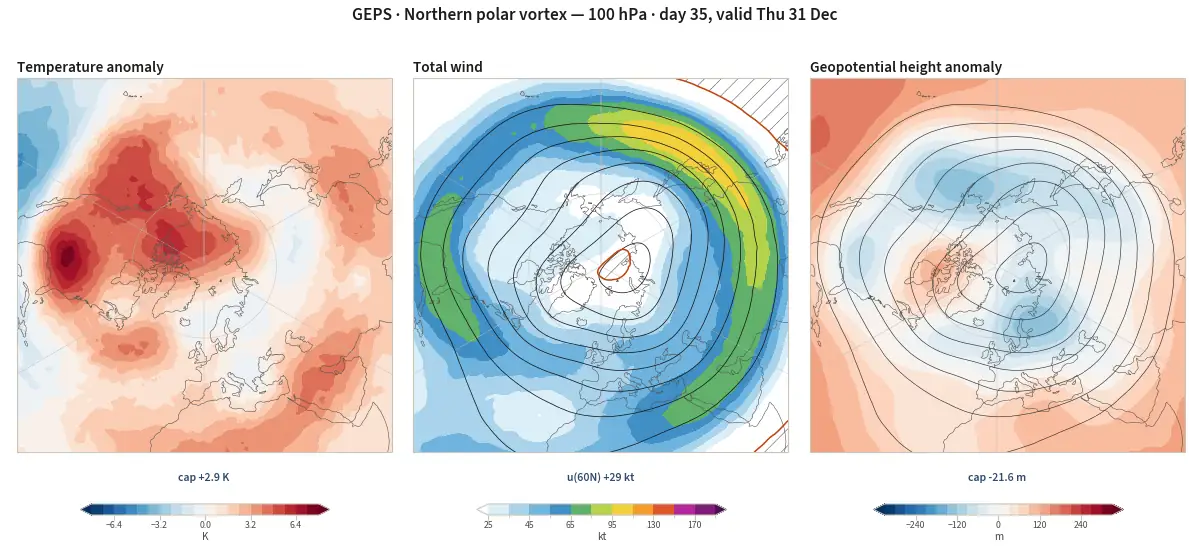 GEPS · Northern polar vortex — 100 hPa · day 35, valid Thu 31 Dec
Temperature anomaly
Total wind
Geopotential height anomaly
cap +2.9 K
u(60N) +29 kt
cap -21.6 m
−6.4 −3.2 0.0 3.2 6.4
K
25 45 65 95 130 170
kt
−240 −120 0 120 240
m